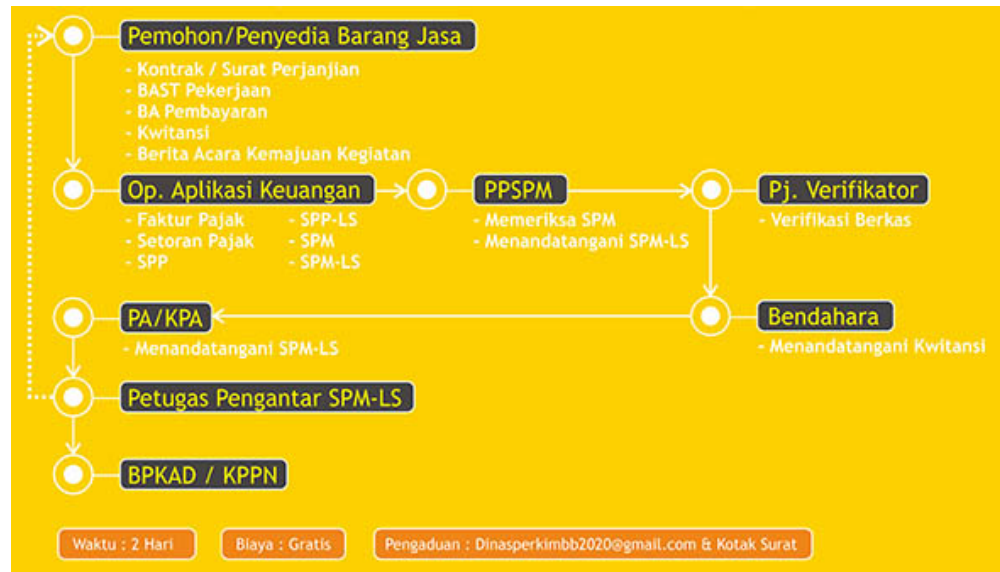 Pemohon/Penyedia Barang Jasa
- Kontrak / Surat Perjanjian
- BAST Pekerjaan
- BA Pembayaran
- Kwitansi
- Berita Acara Kemajuan Kegiatan
Op. Aplikasi Keuangan
- Faktur Pajak
- Setoran Pajak
- SPP
- SPP-LS
- SPM
- SPM-LS
PPSPM
- Memeriksa SPM
- Menandatangani SPM-LS
Pj. Verifikator
- Verifikasi Berkas
Bendahara
- Menandatangani Kwitansi
PA/KPA
- Menandatangani SPM-LS
Petugas Pengantar SPM-LS
BPKAD / KPPN
Waktu : 2 Hari
Biaya : Gratis
Pengaduan : Dinasperkimbb2020@gmail.com & Kotak Surat